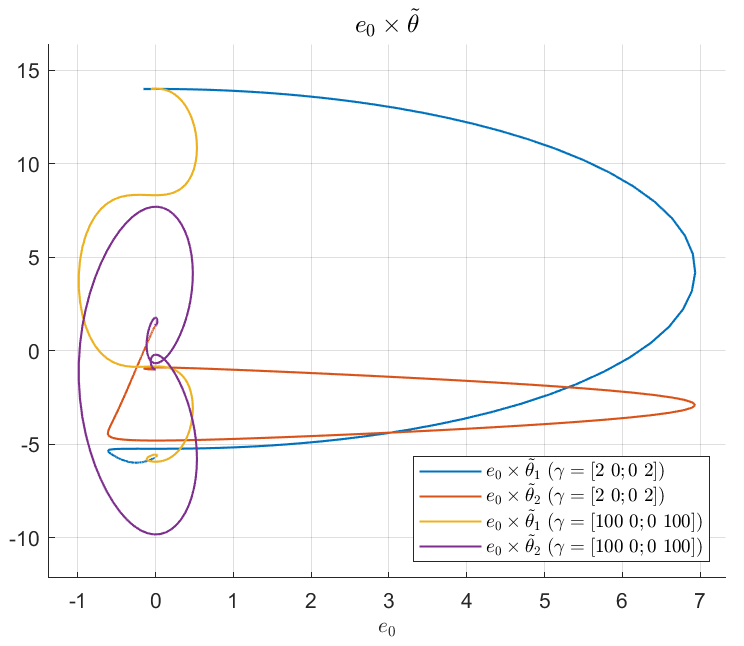 e₀ × θ̃
15
10
5
0
-5
-10
-1 0 1 2 3 4 5 6 7
e₀
e₀ × θ̃₁ (γ = [2 0; 0 2])
e₀ × θ̃₂ (γ = [2 0; 0 2])
e₀ × θ̃₁ (γ = [100 0; 0 100])
e₀ × θ̃₂ (γ = [100 0; 0 100])